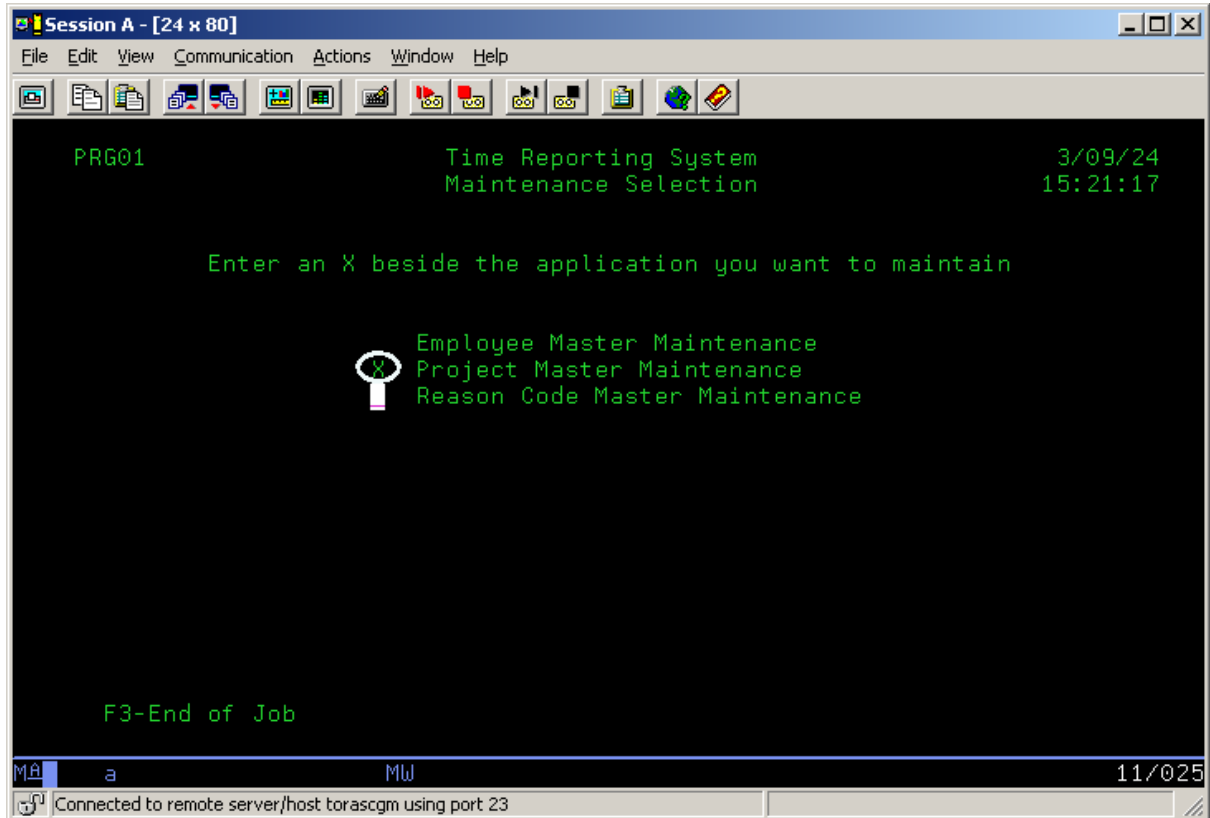 Session A - [24 x 80]
File Edit View Communication Actions Window Help
PRG01 Time Reporting System 3/09/24
Maintenance Selection 15:21:17
Enter an X beside the application you want to maintain
Employee Master Maintenance
X Project Master Maintenance
Reason Code Master Maintenance
F3-End of Job
MA a MW 11/025
Connected to remote server/host torascgm using port 23